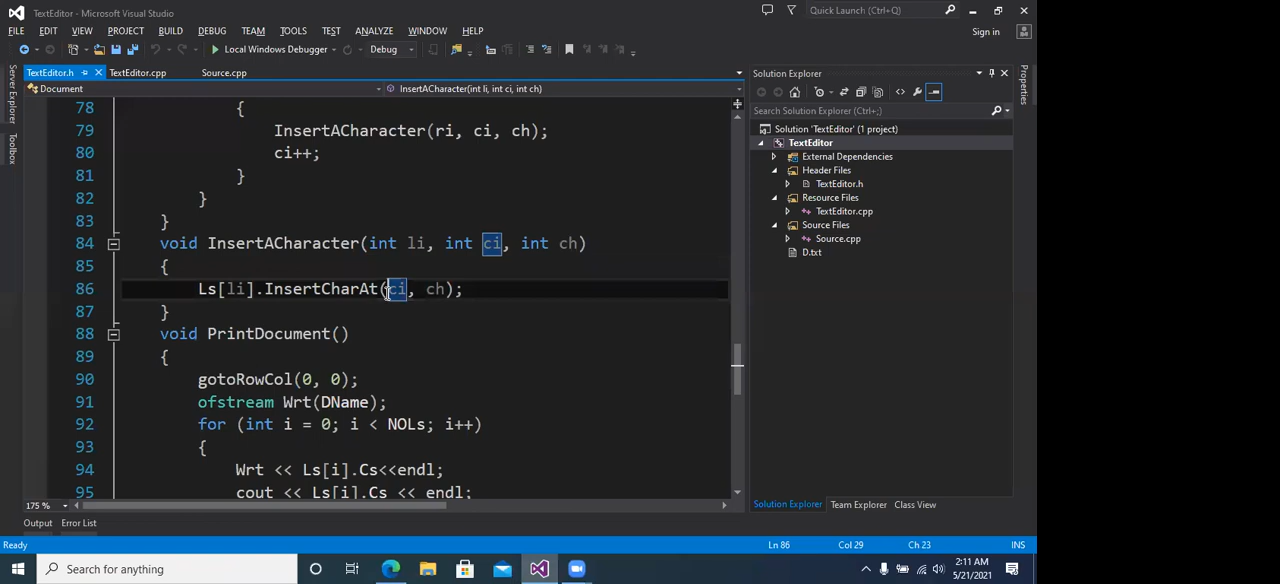 TextEditor - Microsoft Visual Studio
Quick Launch (Ctrl+Q)
FILE EDIT VIEW PROJECT BUILD DEBUG TEAM TOOLS TEST ARCHITECTURE ANALYZE WINDOW HELP
Sign in
Local Windows Debugger Debug
Server Explorer
Toolbox
TextEditor.h TextEditor.cpp Source.cpp
Document InsertACharacter(int li, int ci, int ch)
78 {
79 InsertACharacter(ri, ci, ch);
80 ci++;
81 }
82 }
83 }
84 void InsertACharacter(int li, int ci, int ch)
85 {
86 Ls[li].InsertCharAt(ci, ch);
87 }
88 void PrintDocument()
89 {
90 gotoRowCol(0, 0);
91 ofstream Wrt(DName);
92 for (int i = 0; i < NOLs; i++)
93 {
94 Wrt << Ls[i].Cs<<endl;
95 cout << Ls[i].Cs << endl;
175 %
Solution Explorer
Search Solution Explorer (Ctrl+;)
Solution 'TextEditor' (1 project)
TextEditor
External Dependencies
Header Files
TextEditor.h
Resource Files
TextEditor.cpp
Source Files
Source.cpp
D.txt
Properties
Solution Explorer Team Explorer Class View
Output Error List
Ready Ln 86 Col 29 Ch 23 INS
Search for anything
2:11 AM
5/21/2021